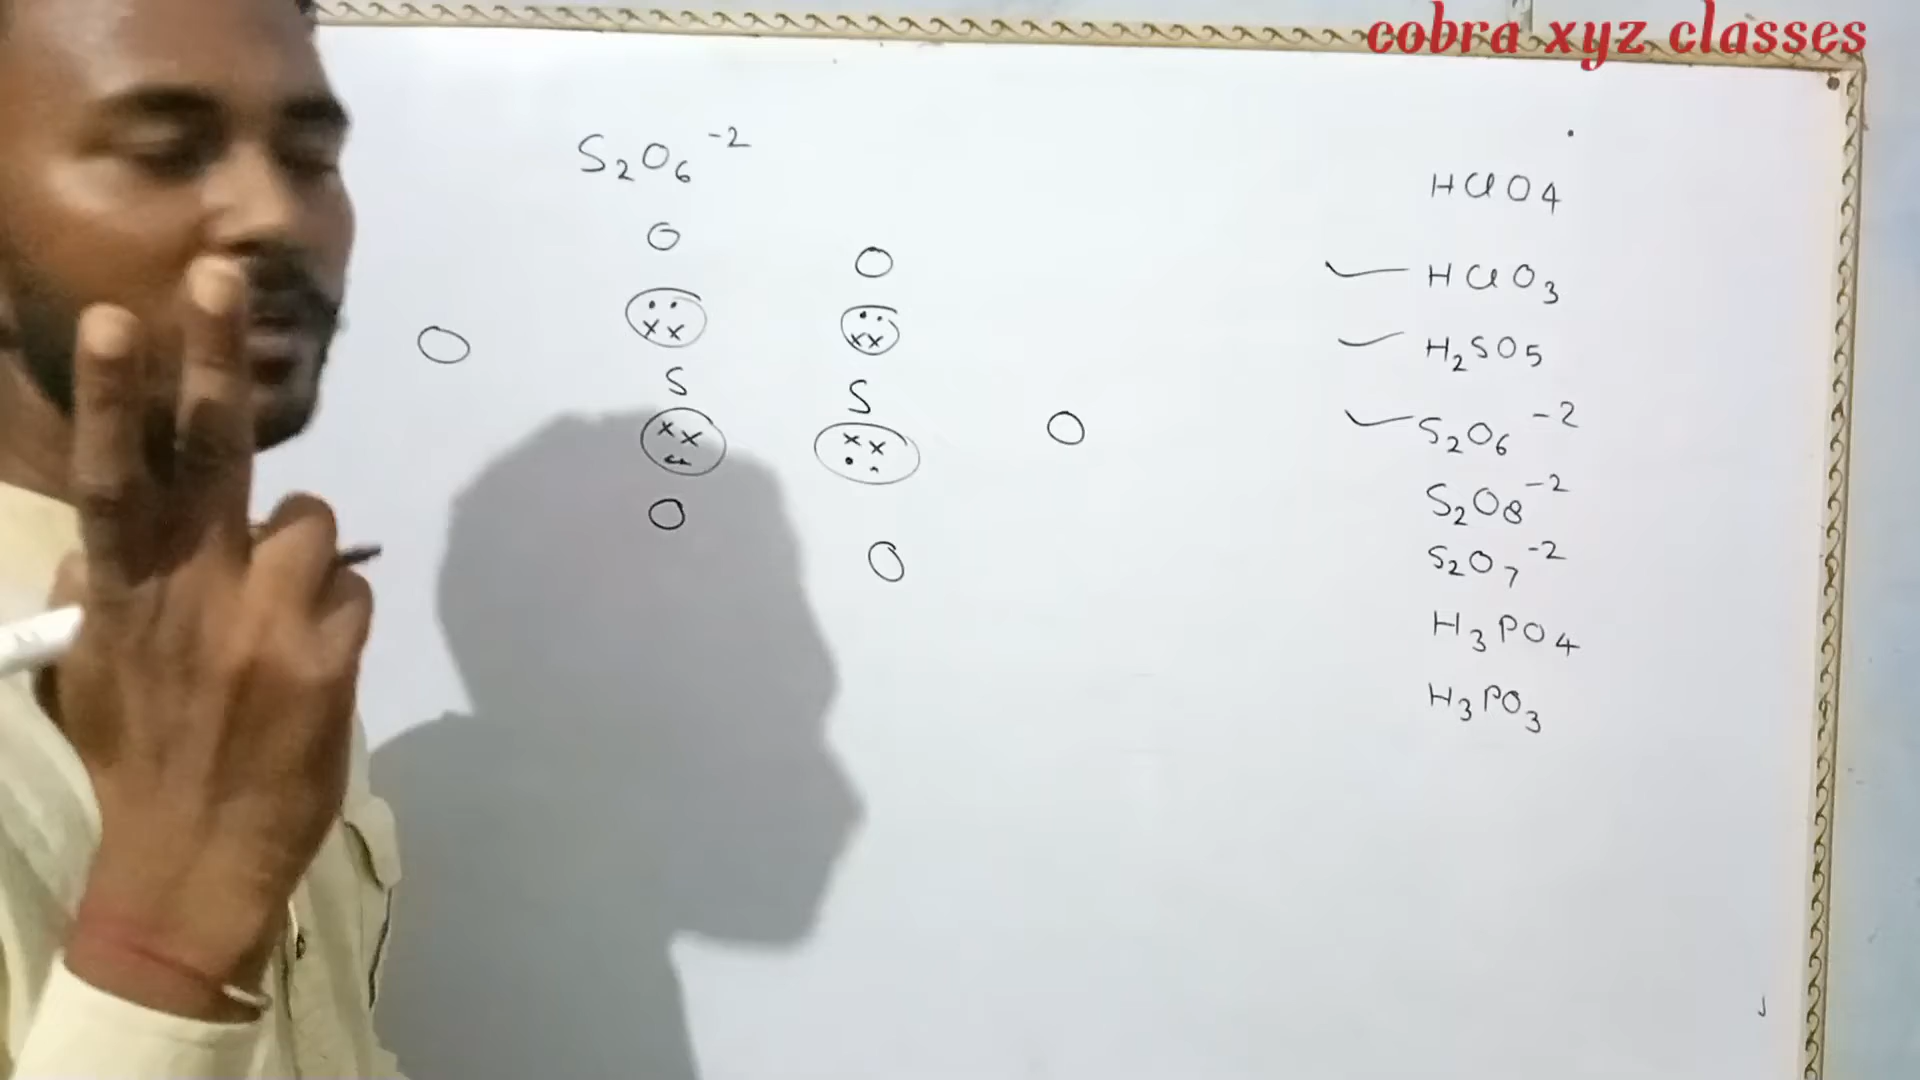 cobra xyz classes
S₂O₆⁻²
O
O
O
•• ××
•• ××
S
S
×× ••
×× ••
O
O
O
HClO4
HClO₃
H₂SO5
S₂O₆⁻²
S₂O8⁻²
S₂O₇⁻²
H₃PO4
H₃PO₃